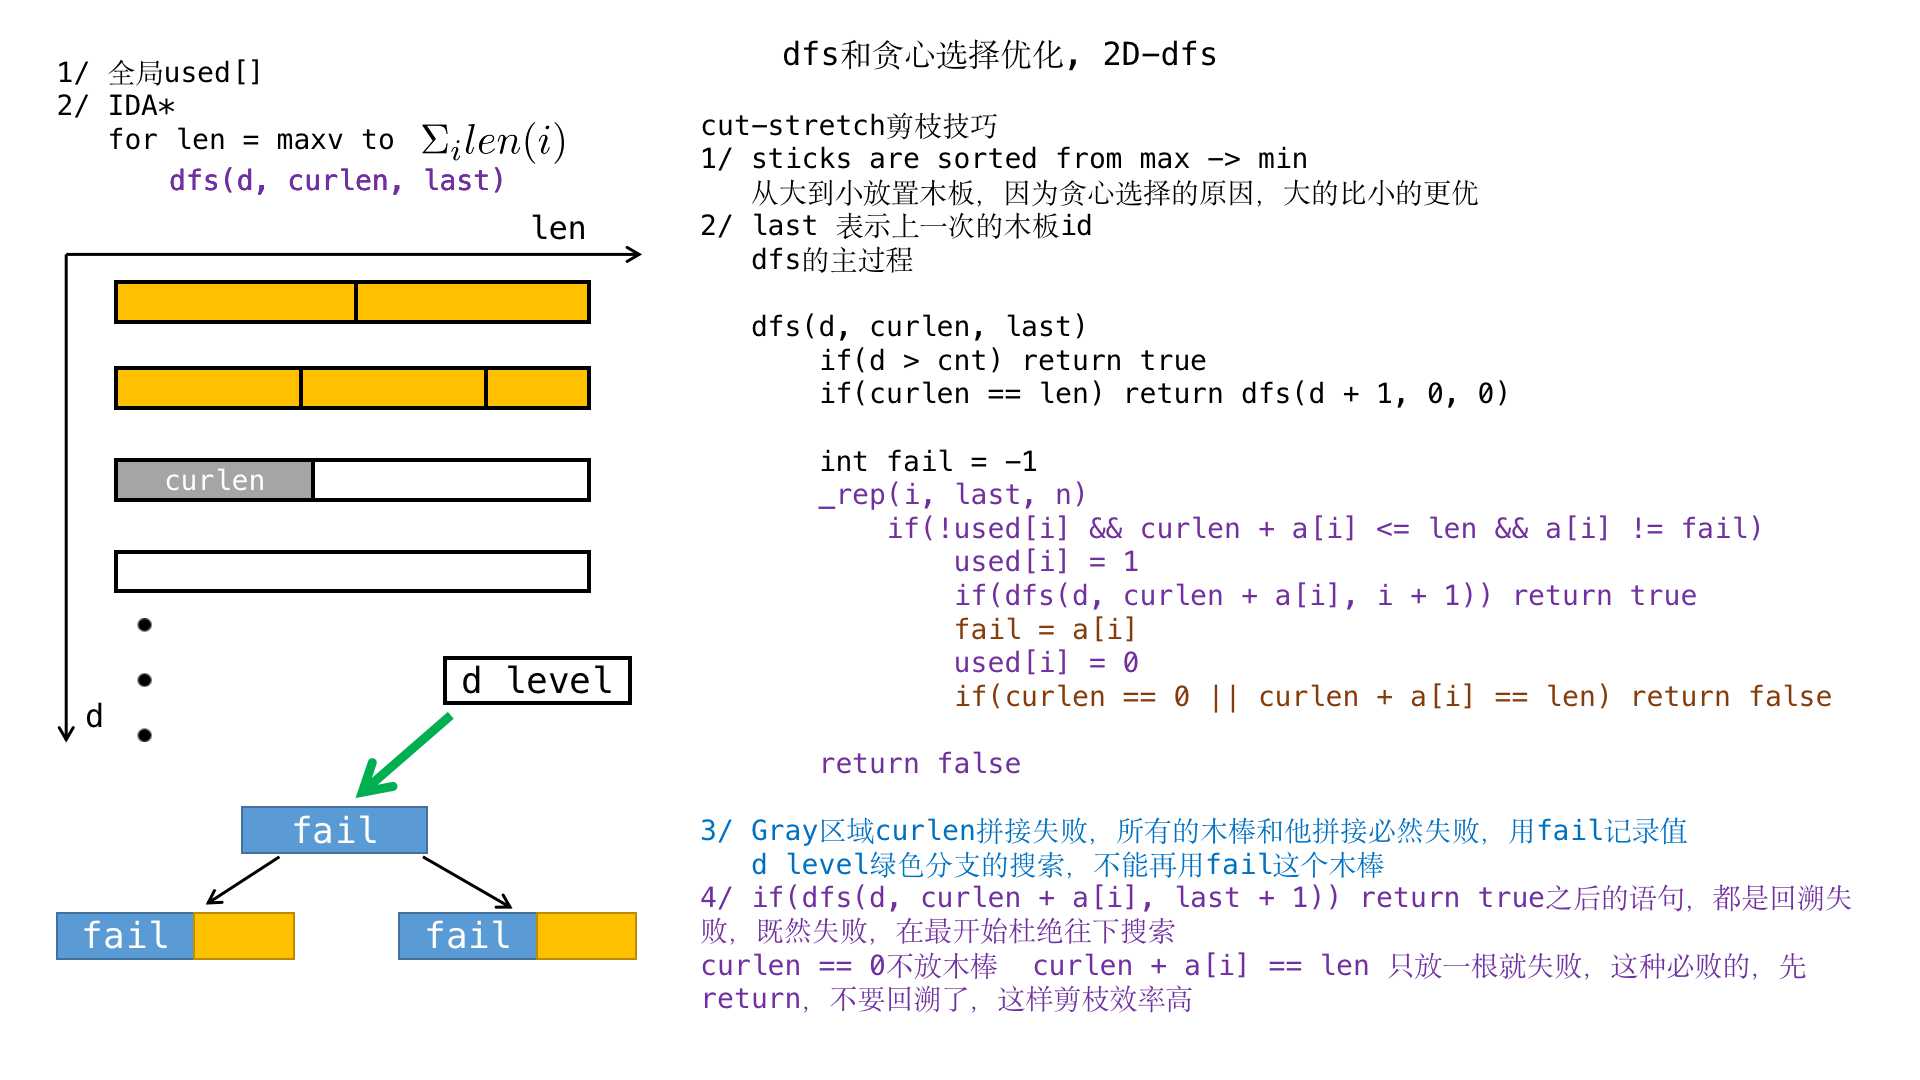 dfs和贪心选择优化, 2D-dfs
1/ 全局used[]
2/ IDA*
for len = maxv to Σᵢlen(i)
dfs(d, curlen, last)
len
curlen
d level
d
fail
fail
fail
cut-stretch剪枝技巧
1/ sticks are sorted from max -> min
从大到小放置木板，因为贪心选择的原因，大的比小的更优
2/ last 表示上一次的木板id
dfs的主过程
dfs(d, curlen, last)
if(d > cnt) return true
if(curlen == len) return dfs(d + 1, 0, 0)
int fail = -1
_rep(i, last, n)
if(!used[i] && curlen + a[i] <= len && a[i] != fail)
used[i] = 1
if(dfs(d, curlen + a[i], i + 1)) return true
fail = a[i]
used[i] = 0
if(curlen == 0 || curlen + a[i] == len) return false
return false
3/ Gray区域curlen拼接失败，所有的木棒和他拼接必然失败，用fail记录值
d level绿色分支的搜索，不能再用fail这个木棒
4/ if(dfs(d, curlen + a[i], last + 1)) return true之后的语句，都是回溯失
败，既然失败，在最开始杜绝往下搜索
curlen == 0不放木棒 curlen + a[i] == len 只放一根就失败，这种必败的，先
return，不要回溯了，这样剪枝效率高